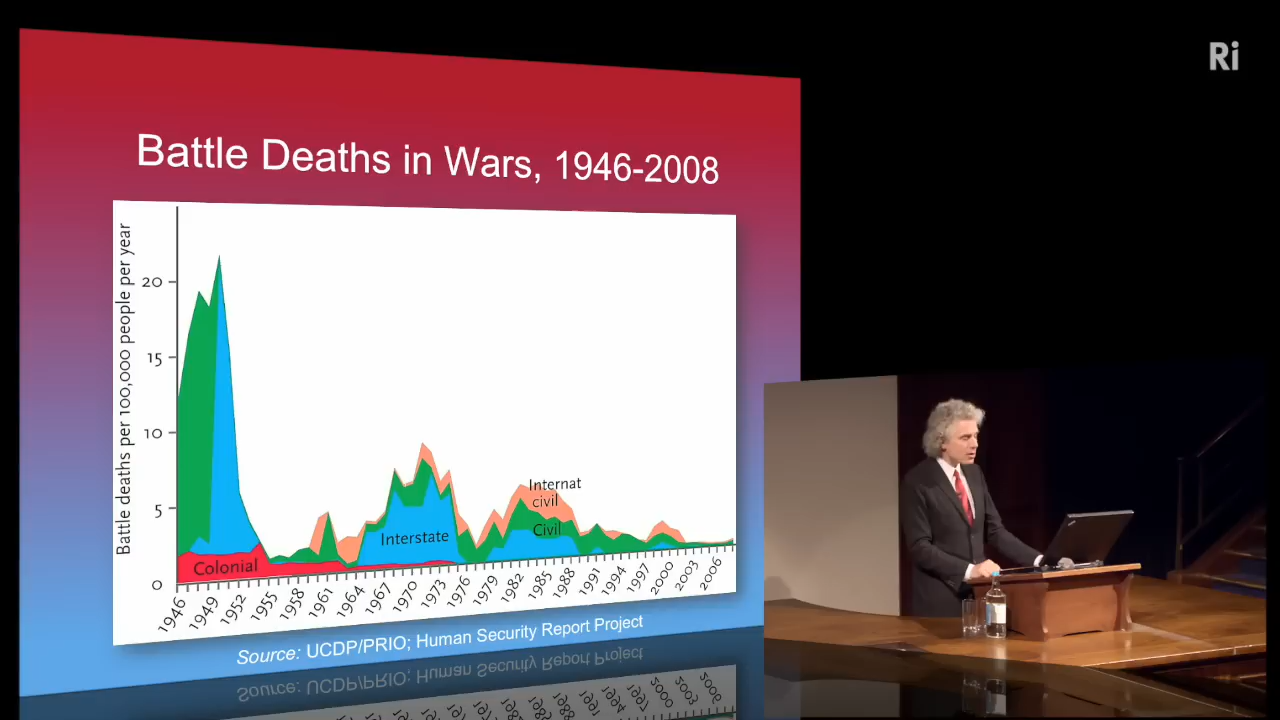 Ri
Battle Deaths in Wars, 1946-2008
Battle deaths per 100,000 people per year
20
15
10
5
0
Internat
civil
Civil
Interstate
Colonial
1946
1949
1952
1955
1958
1961
1964
1967
1970
1973
1976
1979
1982
1985
1988
1991
1994
1997
2000
2003
2006
Source: UCDP/PRIO; Human Security Report Project